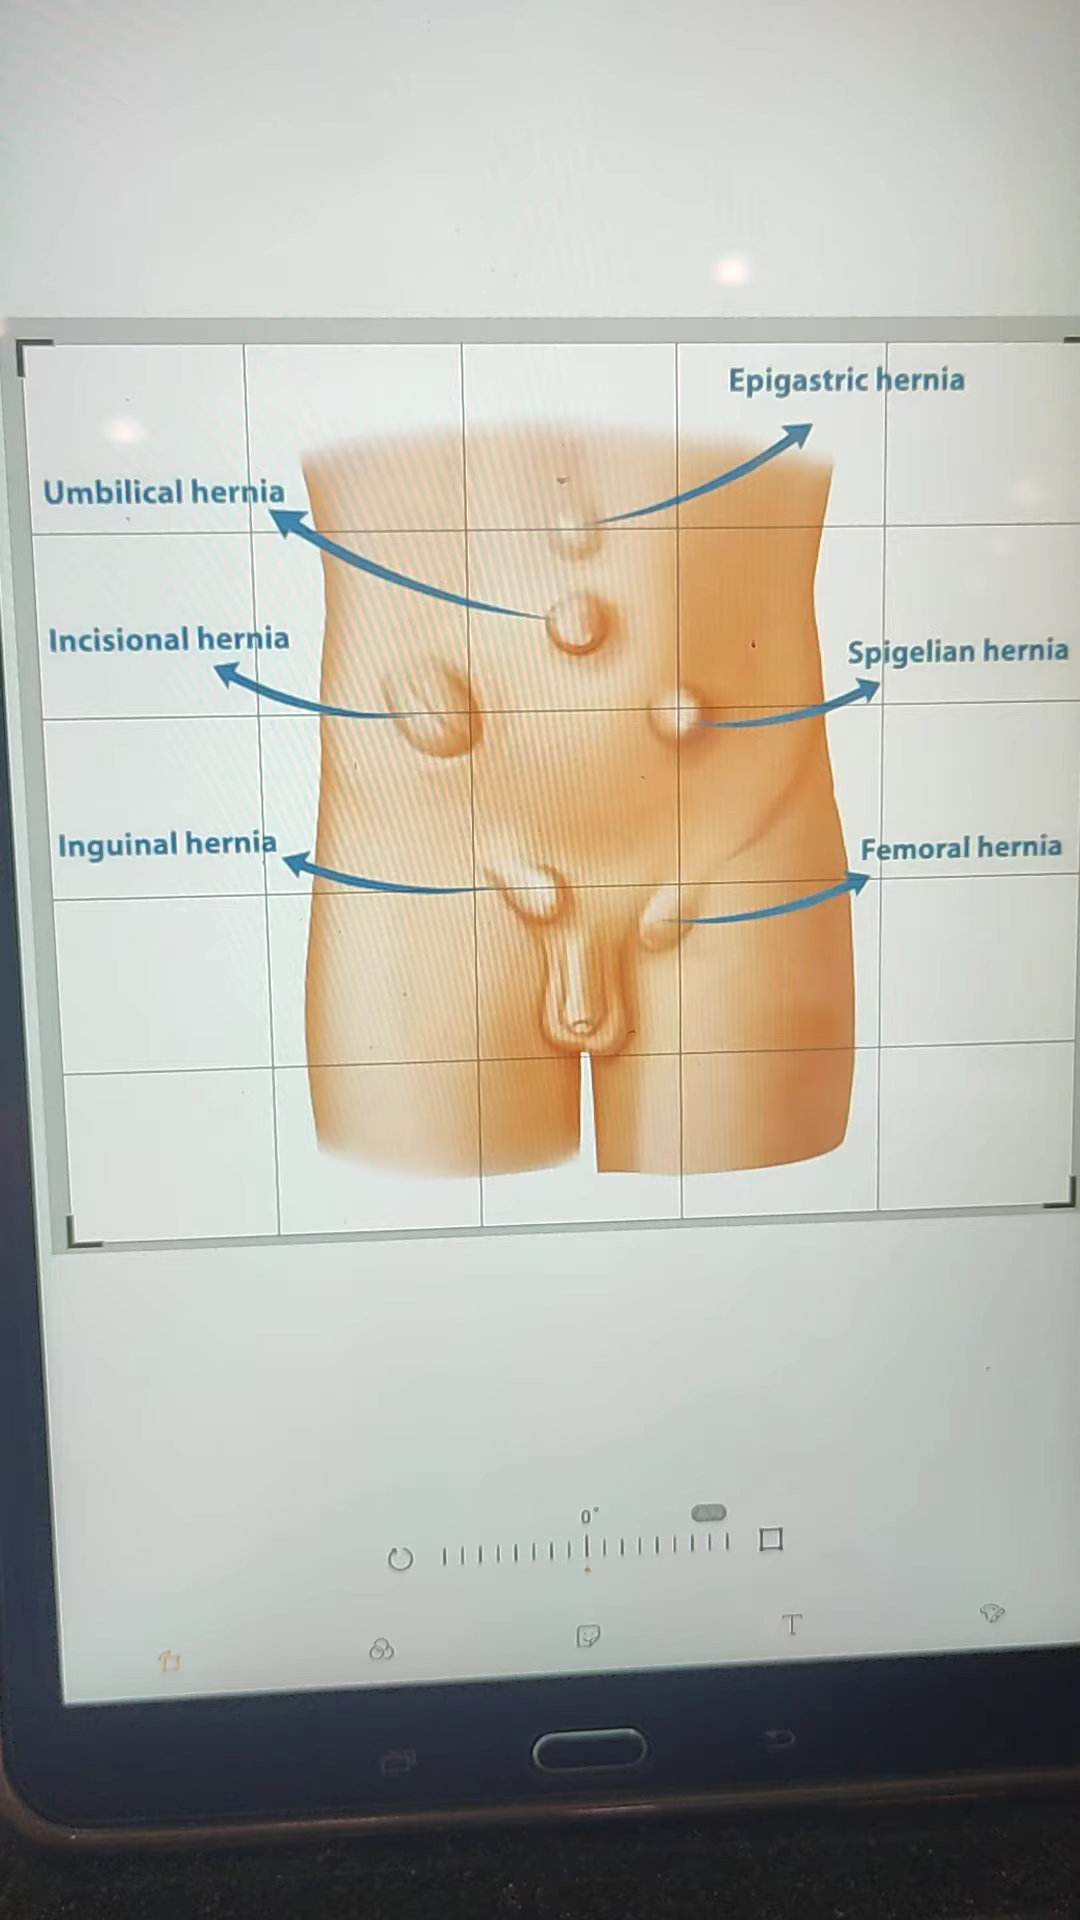 Epigastric hernia
Umbilical hernia
Incisional hernia
Spigelian hernia
Inguinal hernia
Femoral hernia
0°
T